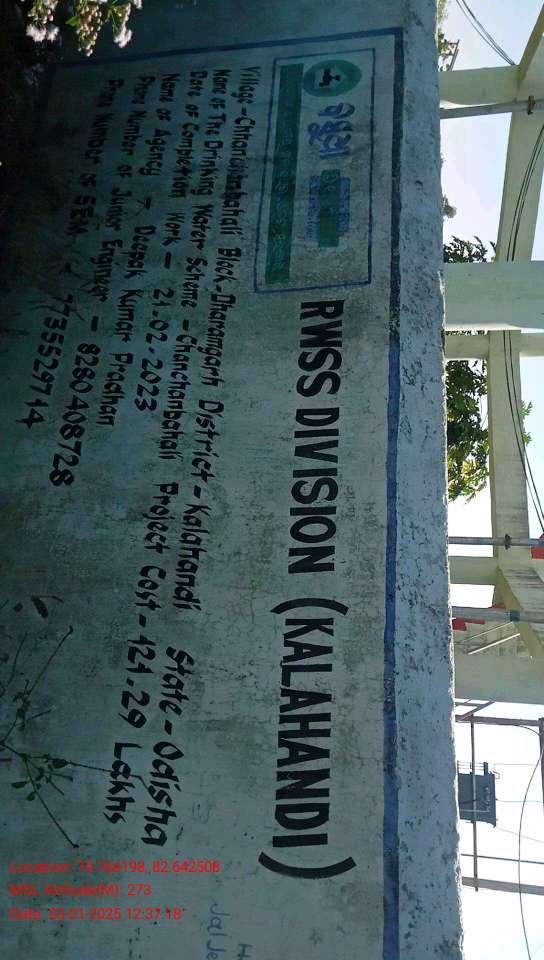 ବସୁଧା
RWSS DIVISION (KALAHANDI)
Village - Block-Dharamgarh District - Kalahandi State-Odisha
Name of The Drinking Water Scheme - Chanchanbahali Project Cost - 121.29 Lakhs
Date of Completion Work - 21-02-2023
Name of Agency → Deepak Kumar Pradhan
Phone Number of Junior Engineer - 8280408728
Phone Number of SEM - 7735529714
Location: 19.766198, 82.642508
MSL Altitude(M): 273
Date: 03-01-2025 12:37:18